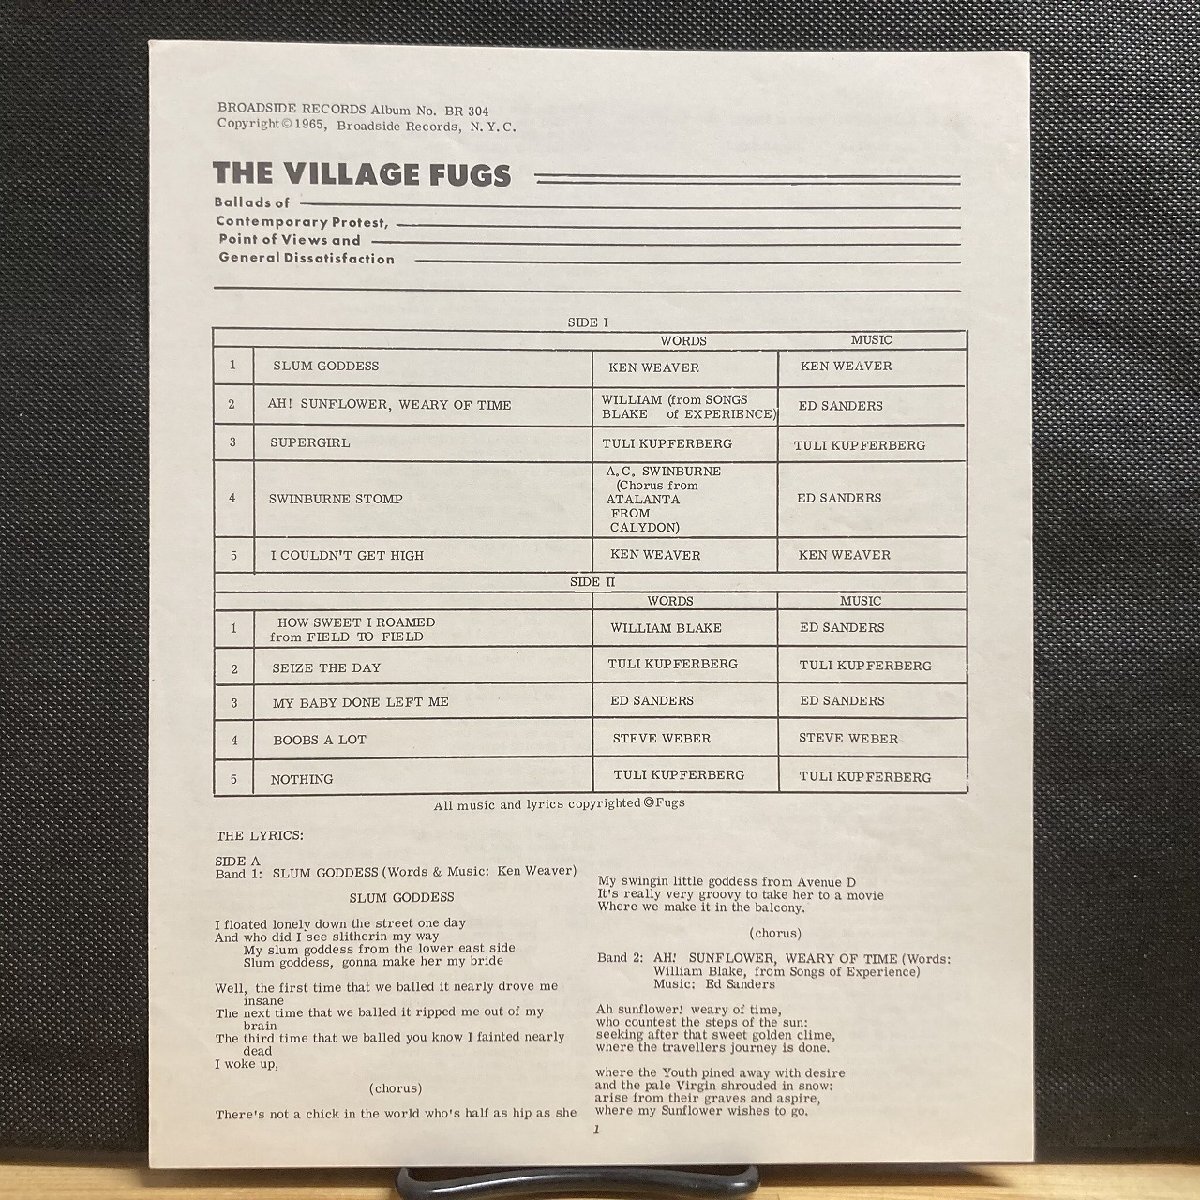 BROADSIDE RECORDS Album No. BR 304
Copyright © 1965, Broadside Records, N.Y.C.
THE VILLAGE FUGS
Ballads of
Contemporary Protest,
Point of Views and
General Dissatisfaction
SIDE I
WORDS MUSIC
1 SLUM GODDESS KEN WEAVER KEN WEAVER
2 AH! SUNFLOWER, WEARY OF TIME WILLIAM (from SONGS
BLAKE of EXPERIENCE) ED SANDERS
3 SUPERGIRL TULI KUPFERBERG TULI KUPFERBERG
4 SWINBURNE STOMP A.C. SWINBURNE
(Chorus from
ATALANTA
FROM
CALYDON) ED SANDERS
5 I COULDN'T GET HIGH KEN WEAVER KEN WEAVER
SIDE II
WORDS MUSIC
1 HOW SWEET I ROAMED
from FIELD TO FIELD WILLIAM BLAKE ED SANDERS
2 SEIZE THE DAY TULI KUPFERBERG TULI KUPFERBERG
3 MY BABY DONE LEFT ME ED SANDERS ED SANDERS
4 BOOBS A LOT STEVE WEBER STEVE WEBER
5 NOTHING TULI KUPFERBERG TULI KUPFERBERG
All music and lyrics copyrighted © Fugs
THE LYRICS:
SIDE A
Band 1: SLUM GODDESS (Words & Music: Ken Weaver)
SLUM GODDESS
I floated lonely down the street one day
And who did I see slitherin my way
My slum goddess from the lower east side
Slum goddess, gonna make her my bride
Well, the first time that we balled it nearly drove me
insane
The next time that we balled it ripped me out of my
brain
The third time that we balled you know I fainted nearly
dead
I woke up,
(chorus)
There's not a chick in the world who's half as hip as she
My swingin little goddess from Avenue D
It's really very groovy to take her to a movie
Where we make it in the balcony.
(chorus)
Band 2: AH! SUNFLOWER, WEARY OF TIME (Words:
William Blake, from Songs of Experience)
Music: Ed Sanders
Ah sunflower! weary of time,
who countest the steps of the sun:
seeking after that sweet golden clime,
where the travellers journey is done.
where the Youth pined away with desire
and the pale Virgin shrouded in snow:
arise from their graves and aspire,
where my Sunflower wishes to go.
1